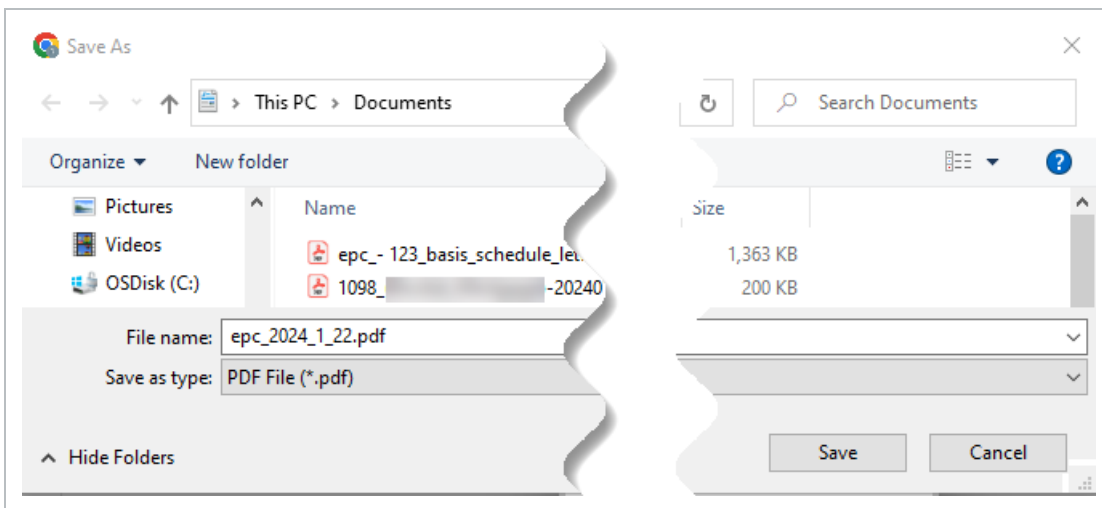 Save As
This PC > Documents
Search Documents
Organize
New folder
Pictures
Videos
OSDisk (C:)
Name
Size
epc_- 123_basis_schedule_let
1,363 KB
1098_ -20240
200 KB
File name: epc_2024_1_22.pdf
Save as type: PDF File (*.pdf)
Hide Folders
Save
Cancel